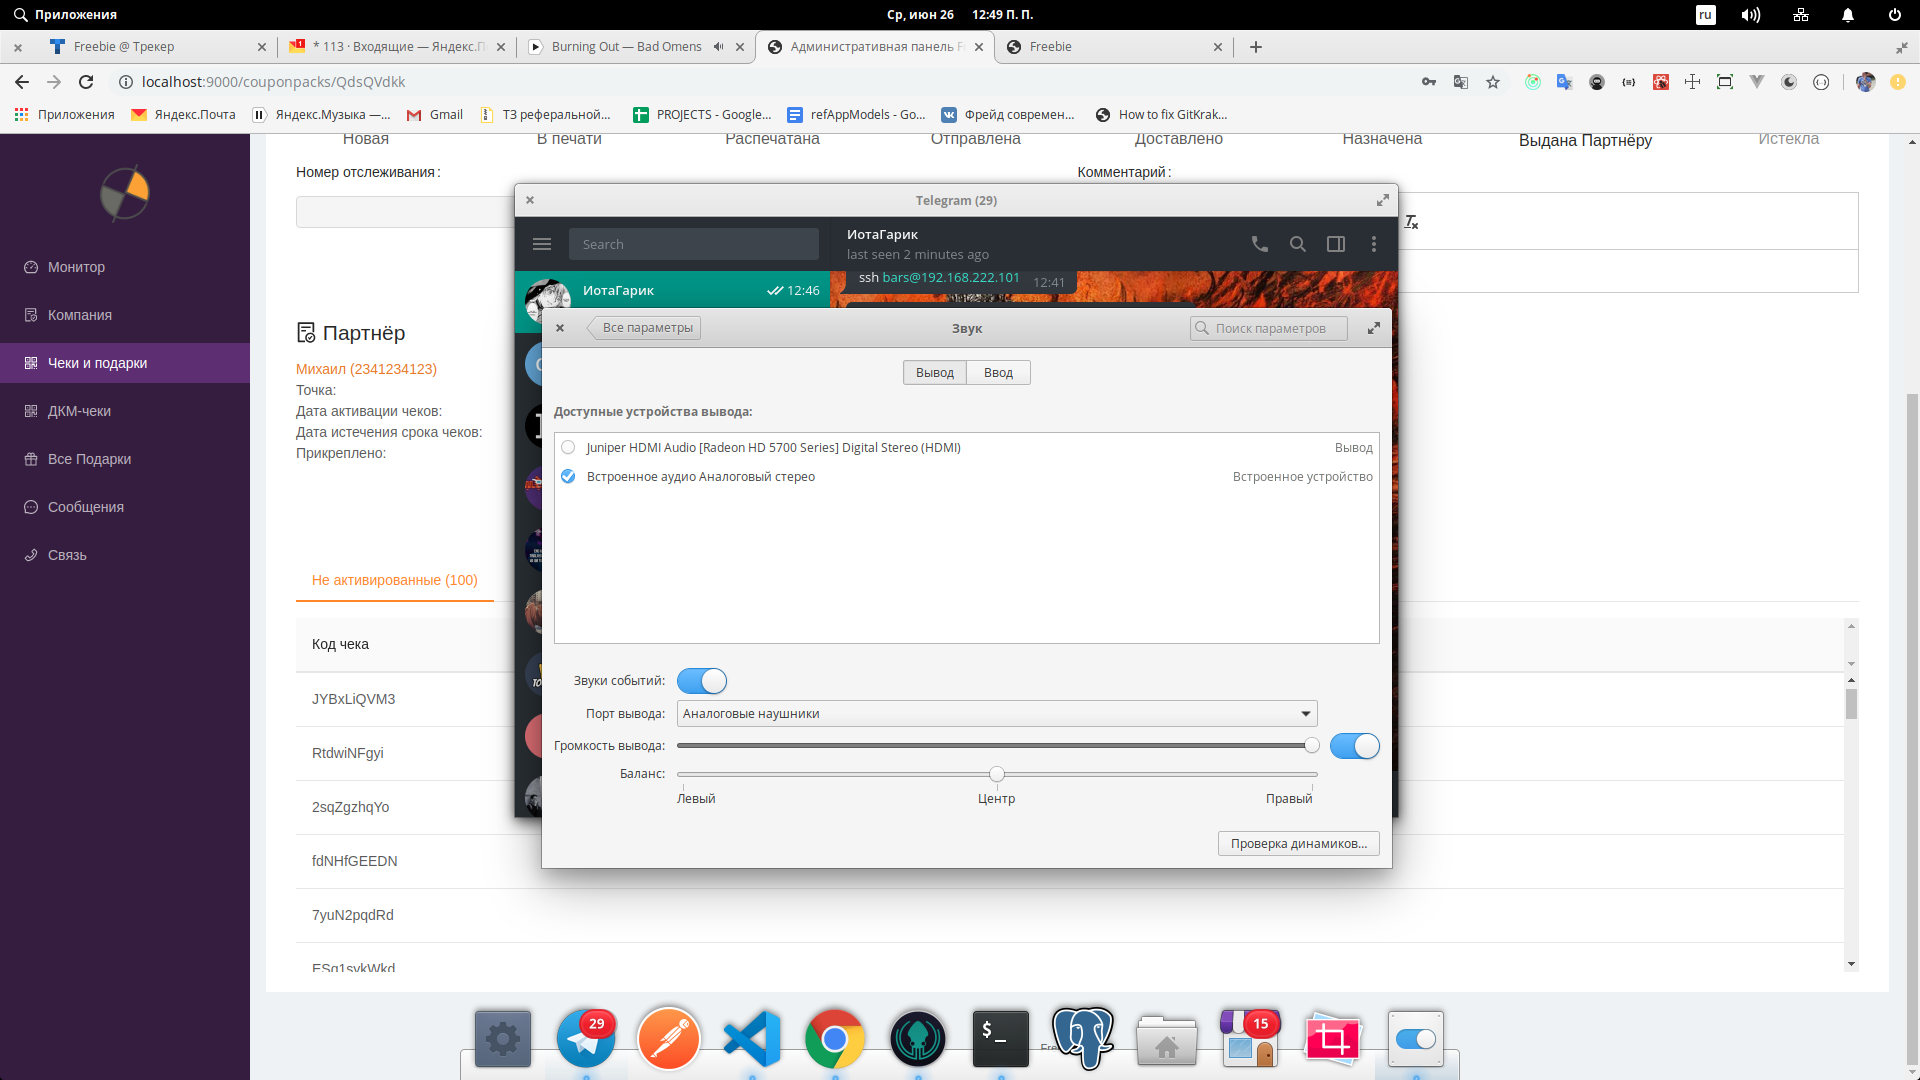 Приложения
Ср, июн 26 12:49 П. П.
ru
Freebie @ Трекер
* 113 · Входящие — Яндекс.П
Burning Out — Bad Omens
Административная панель F
Freebie
localhost:9000/couponpacks/QdsQVdkk
Приложения
Яндекс.Почта
Яндекс.Музыка —...
Gmail
ТЗ реферальной...
PROJECTS - Google...
refAppModels - Go...
Фрейд современ...
How to fix GitKrak...
Новая
В печати
Распечатана
Отправлена
Доставлено
Назначена
Выдана Партнёру
Истекла
Номер отслеживания:
Комментарий:
Монитор
Компания
Чеки и подарки
ДКМ-чеки
Все Подарки
Сообщения
Связь
Партнёр
Михаил (2341234123)
Точка:
Дата активации чеков:
Дата истечения срока чеков:
Прикреплено:
Не активированные (100)
Код чека
JYBxLiQVM3
RtdwiNFgyi
2sqZgzhqYo
fdNHfGEEDN
7yuN2pqdRd
ESq1svkWkd
Telegram (29)
Search
ИотаГарик
last seen 2 minutes ago
ИотаГарик
12:46
ssh bars@192.168.222.101
12:41
Все параметры
Звук
Поиск параметров
Вывод
Ввод
Доступные устройства вывода:
Juniper HDMI Audio [Radeon HD 5700 Series] Digital Stereo (HDMI)
Вывод
Встроенное аудио Аналоговый стерео
Встроенное устройство
Звуки событий:
Порт вывода:
Аналоговые наушники
Громкость вывода:
Баланс:
Левый
Центр
Правый
Проверка динамиков...
29
$_
15